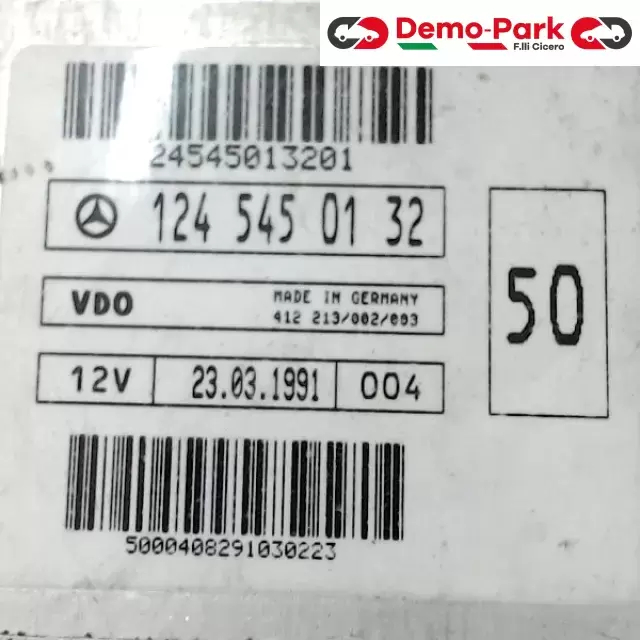 Demo-Park
F.lli Cicero
24545013201
124 545 01 32
50
VDO
MADE IN GERMANY
412 213/002/003
12V 23.03.1991 004
5000408291030223